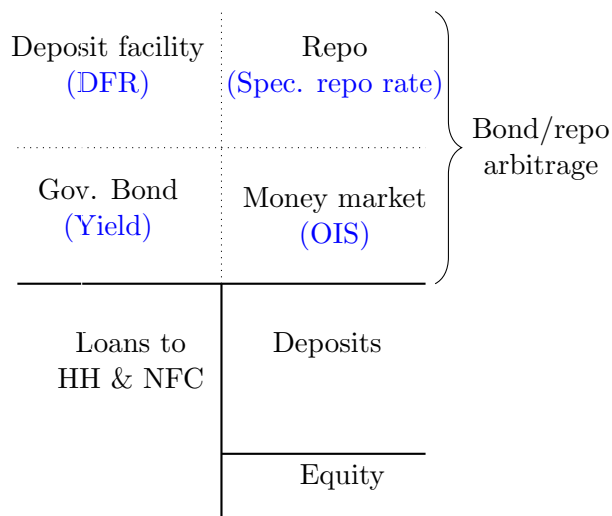 Deposit facility
(DFR)
Repo
(Spec. repo rate)
Bond/repo
arbitrage
Gov. Bond
(Yield)
Money market
(OIS)
Loans to
HH & NFC
Deposits
Equity